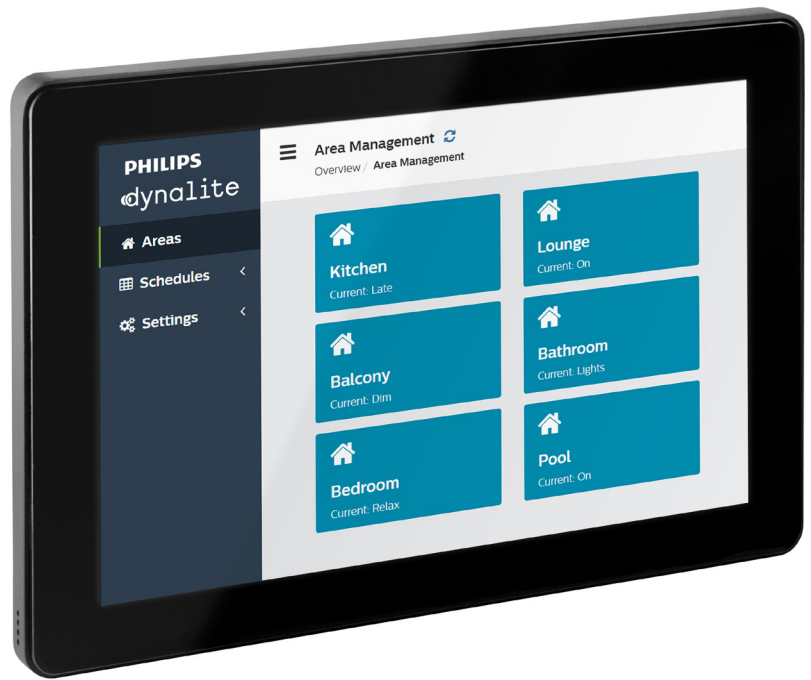 PHILIPS
dynalite
Areas
Schedules
Settings
Area Management
Overview / Area Management
Kitchen
Current: Late
Lounge
Current: On
Balcony
Current: Dim
Bathroom
Current: Lights
Bedroom
Current: Relax
Pool
Current: On